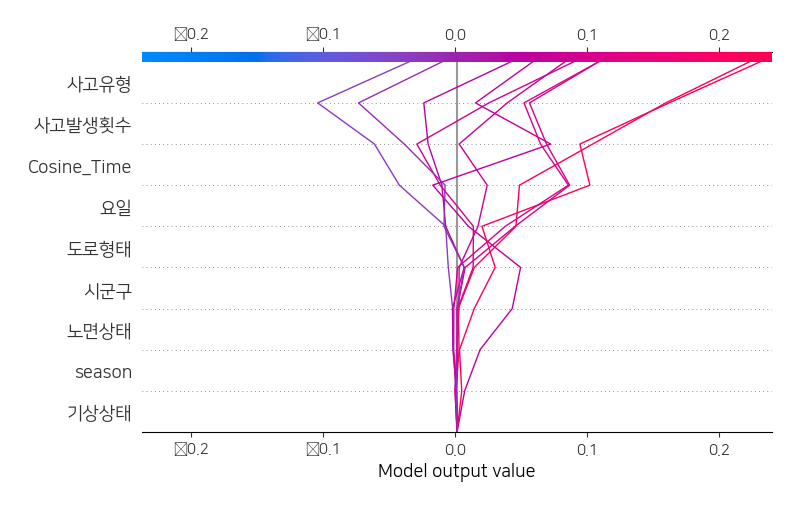 ☒0.2 ☒0.1 0.0 0.1 0.2
사고유형
사고발생횟수
Cosine_Time
요일
도로형태
시군구
노면상태
season
기상상태
☒0.2 ☒0.1 0.0 0.1 0.2
Model output value